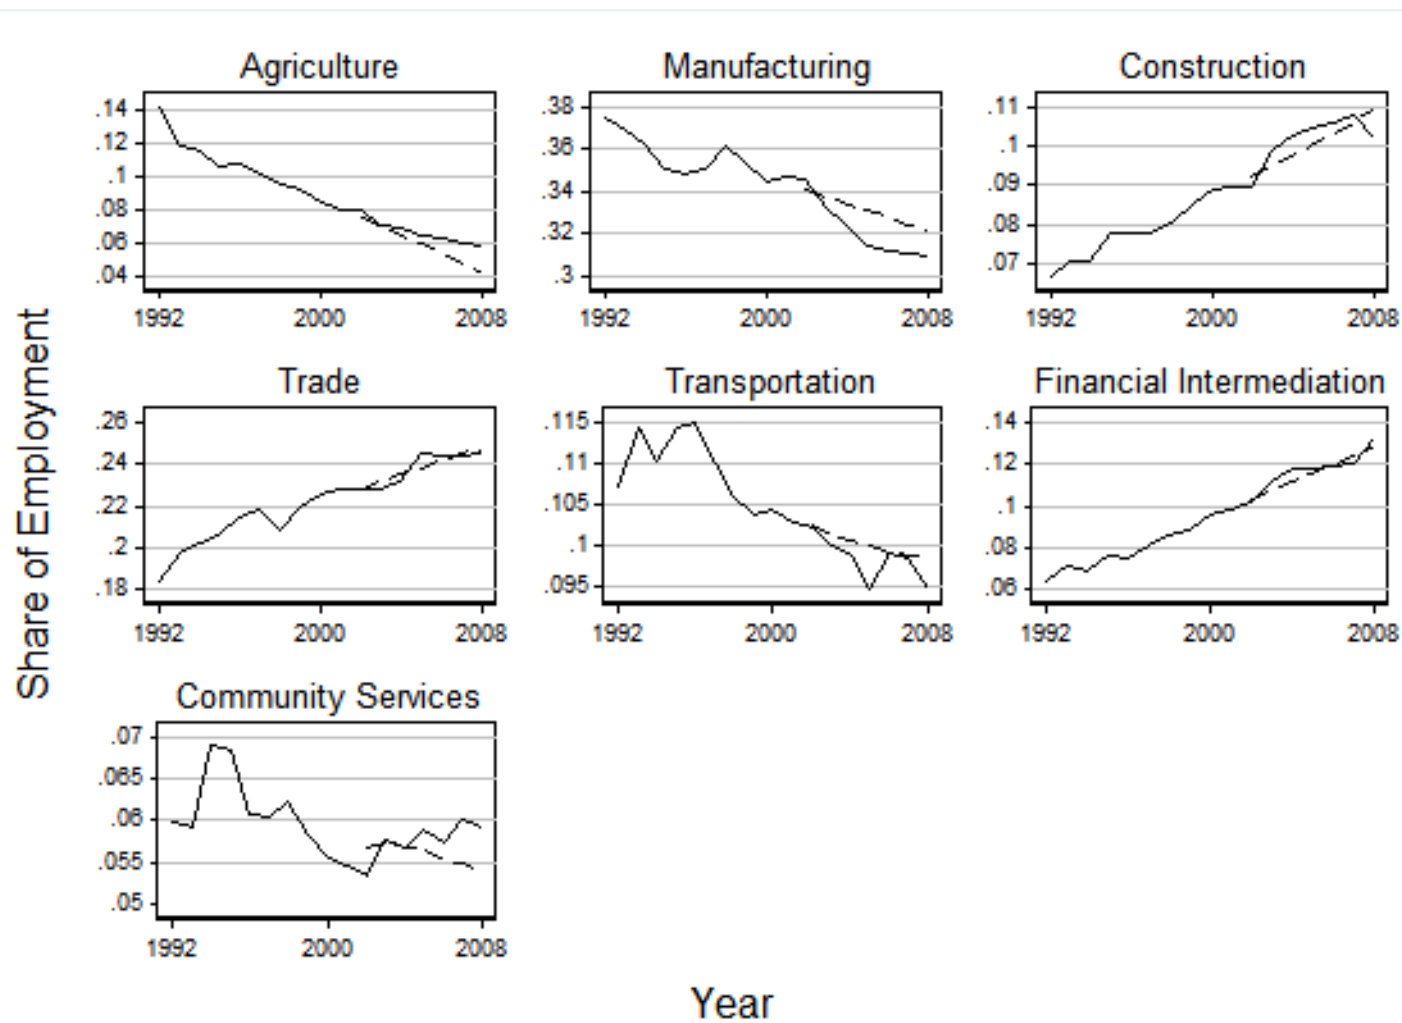 Agriculture
.14
.12
.1
.08
.06
.04
1992 2000 2008
Manufacturing
.38
.36
.34
.32
.3
1992 2000 2008
Construction
.11
.1
.09
.08
.07
1992 2000 2008
Trade
.26
.24
.22
.2
.18
1992 2000 2008
Transportation
.115
.11
.105
.1
.095
1992 2000 2008
Financial Intermediation
.14
.12
.1
.08
.06
1992 2000 2008
Community Services
.07
.065
.06
.055
.05
1992 2000 2008
Share of Employment
Year